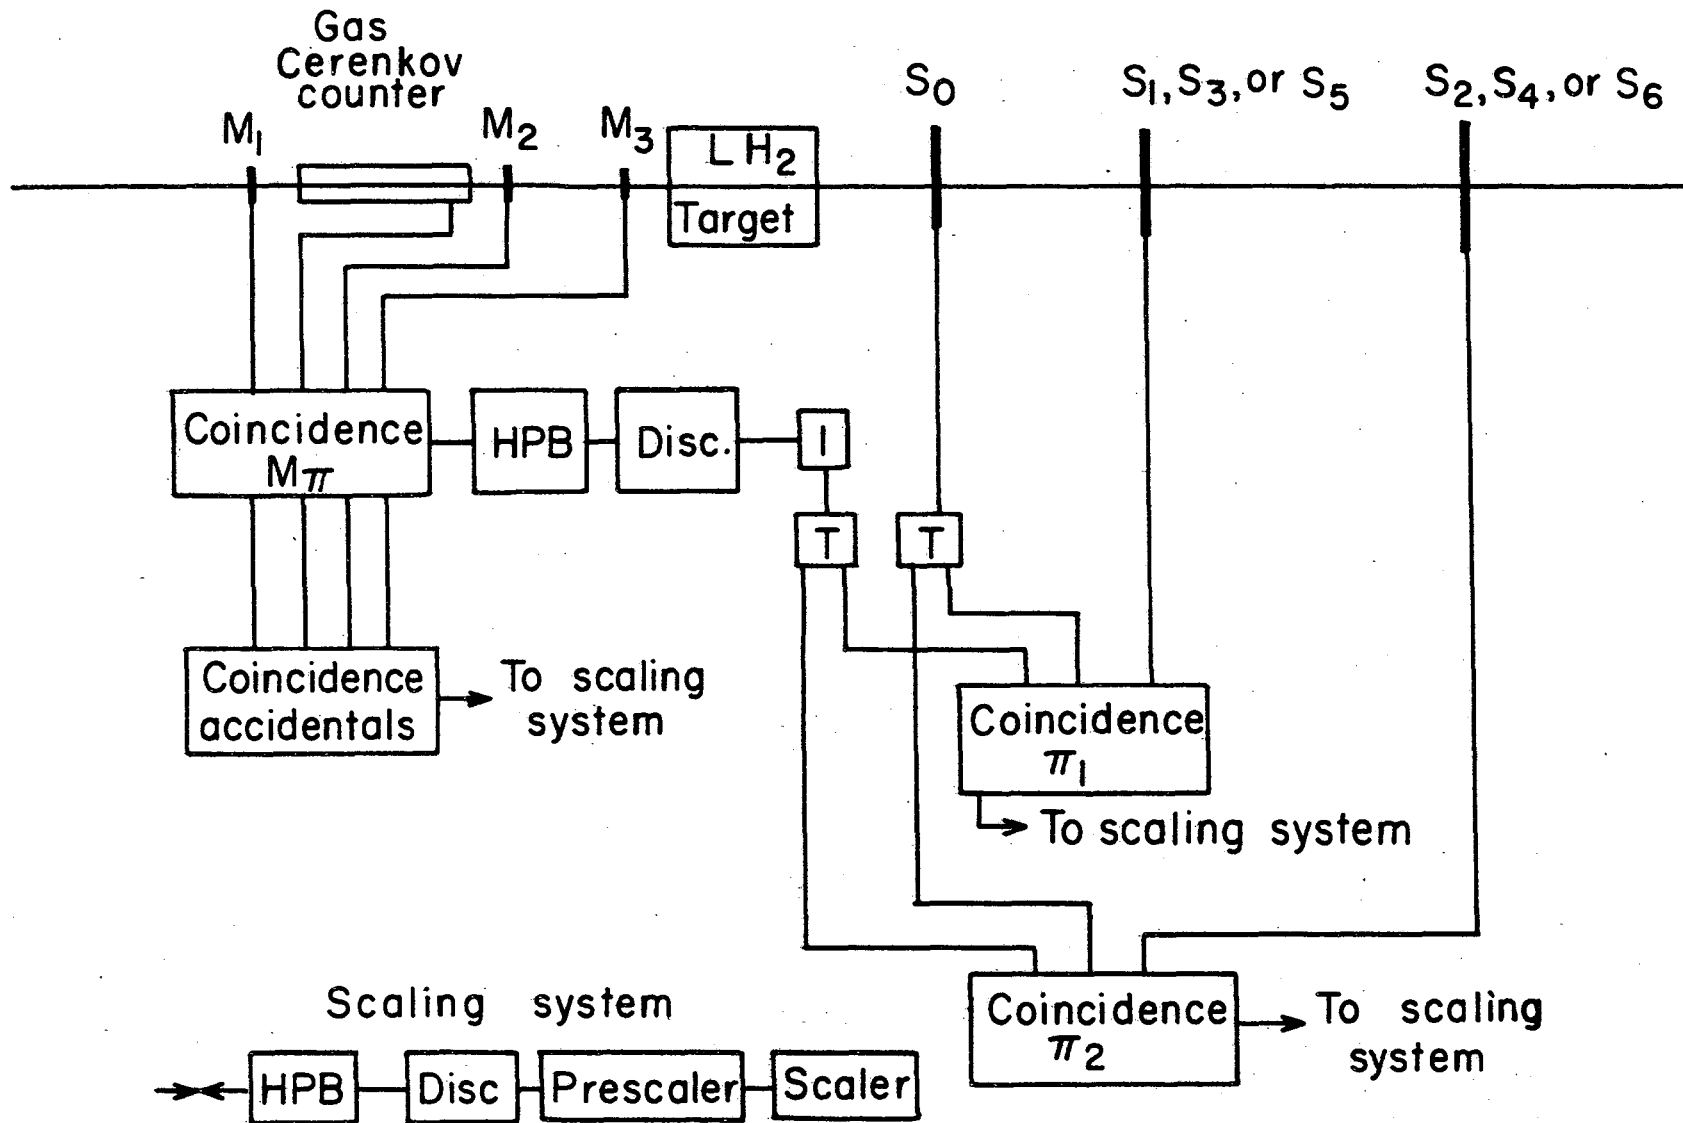 Gas
Cerenkov
counter
M₁
M₂
M₃
LH₂
Target
S₀
S₁, S₃, or S₅
S₂, S₄, or S₆
Coincidence
Mπ
HPB
Disc.
I
T
T
Coincidence
accidentals
To scaling
system
Coincidence
π₁
To scaling system
Coincidence
π₂
To scaling
system
Scaling system
HPB
Disc
Prescaler
Scaler